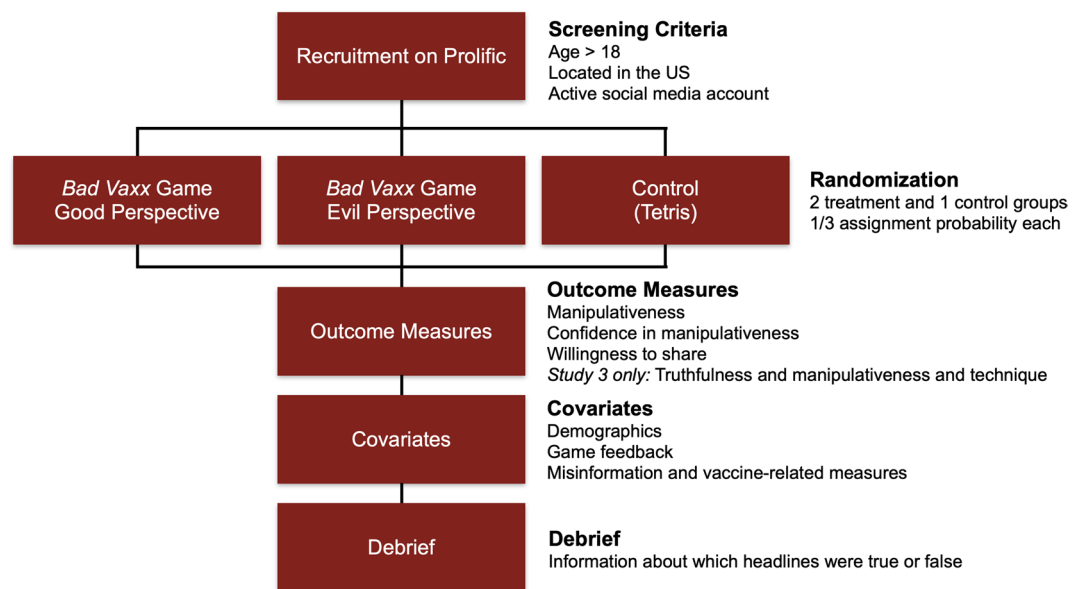 Recruitment on Prolific
Screening Criteria
Age > 18
Located in the US
Active social media account
Bad Vaxx Game
Good Perspective
Bad Vaxx Game
Evil Perspective
Control
(Tetris)
Randomization
2 treatment and 1 control groups
1/3 assignment probability each
Outcome Measures
Outcome Measures
Manipulativeness
Confidence in manipulativeness
Willingness to share
Study 3 only: Truthfulness and manipulativeness and technique
Covariates
Covariates
Demographics
Game feedback
Misinformation and vaccine-related measures
Debrief
Debrief
Information about which headlines were true or false